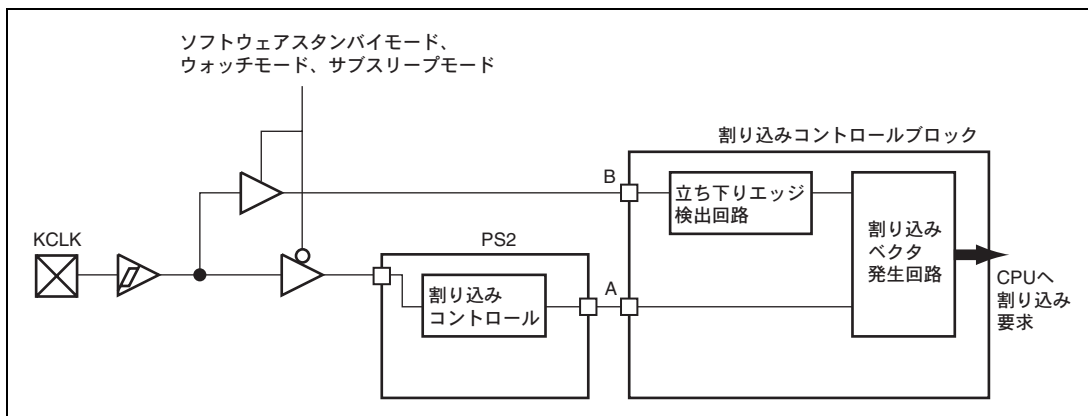 ソフトウェアスタンバイモード、
ウォッチモード、サブスリープモード
割り込みコントロールブロック
B
立ち下りエッジ
検出回路
割り込み
ベクタ
発生回路
KCLK
PS2
割り込み
コントロール
A
CPUへ
割り込み
要求